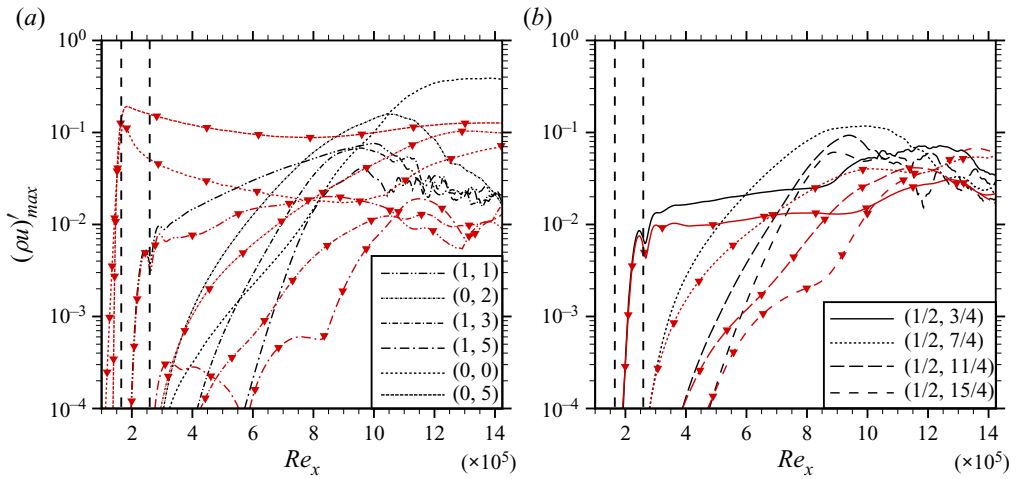 (a)
(b)
10^0
10^0
10^–1
10^–1
(ρu)′max
10^–2
10^–2
10^–3
10^–3
10^–4
10^–4
(1, 1)
(0, 2)
(1, 3)
(1, 5)
(0, 0)
(0, 5)
(1/2, 3/4)
(1/2, 7/4)
(1/2, 11/4)
(1/2, 15/4)
2 4 6 8 10 12 14
2 4 6 8 10 12 14
Re_x (×10^5)
Re_x (×10^5)